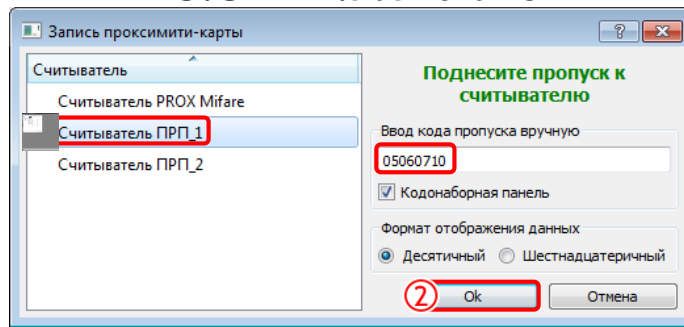 Запись проксимити-карты
Считыватель
Считыватель PROX Mifare
Считыватель ПРП_1
Считыватель ПРП_2
Поднесите пропуск к
считывателю
Ввод кода пропуска вручную
05060710
Кодонаборная панель
Формат отображения данных
Десятичный Шестнадцатеричный
2 Ok Отмена